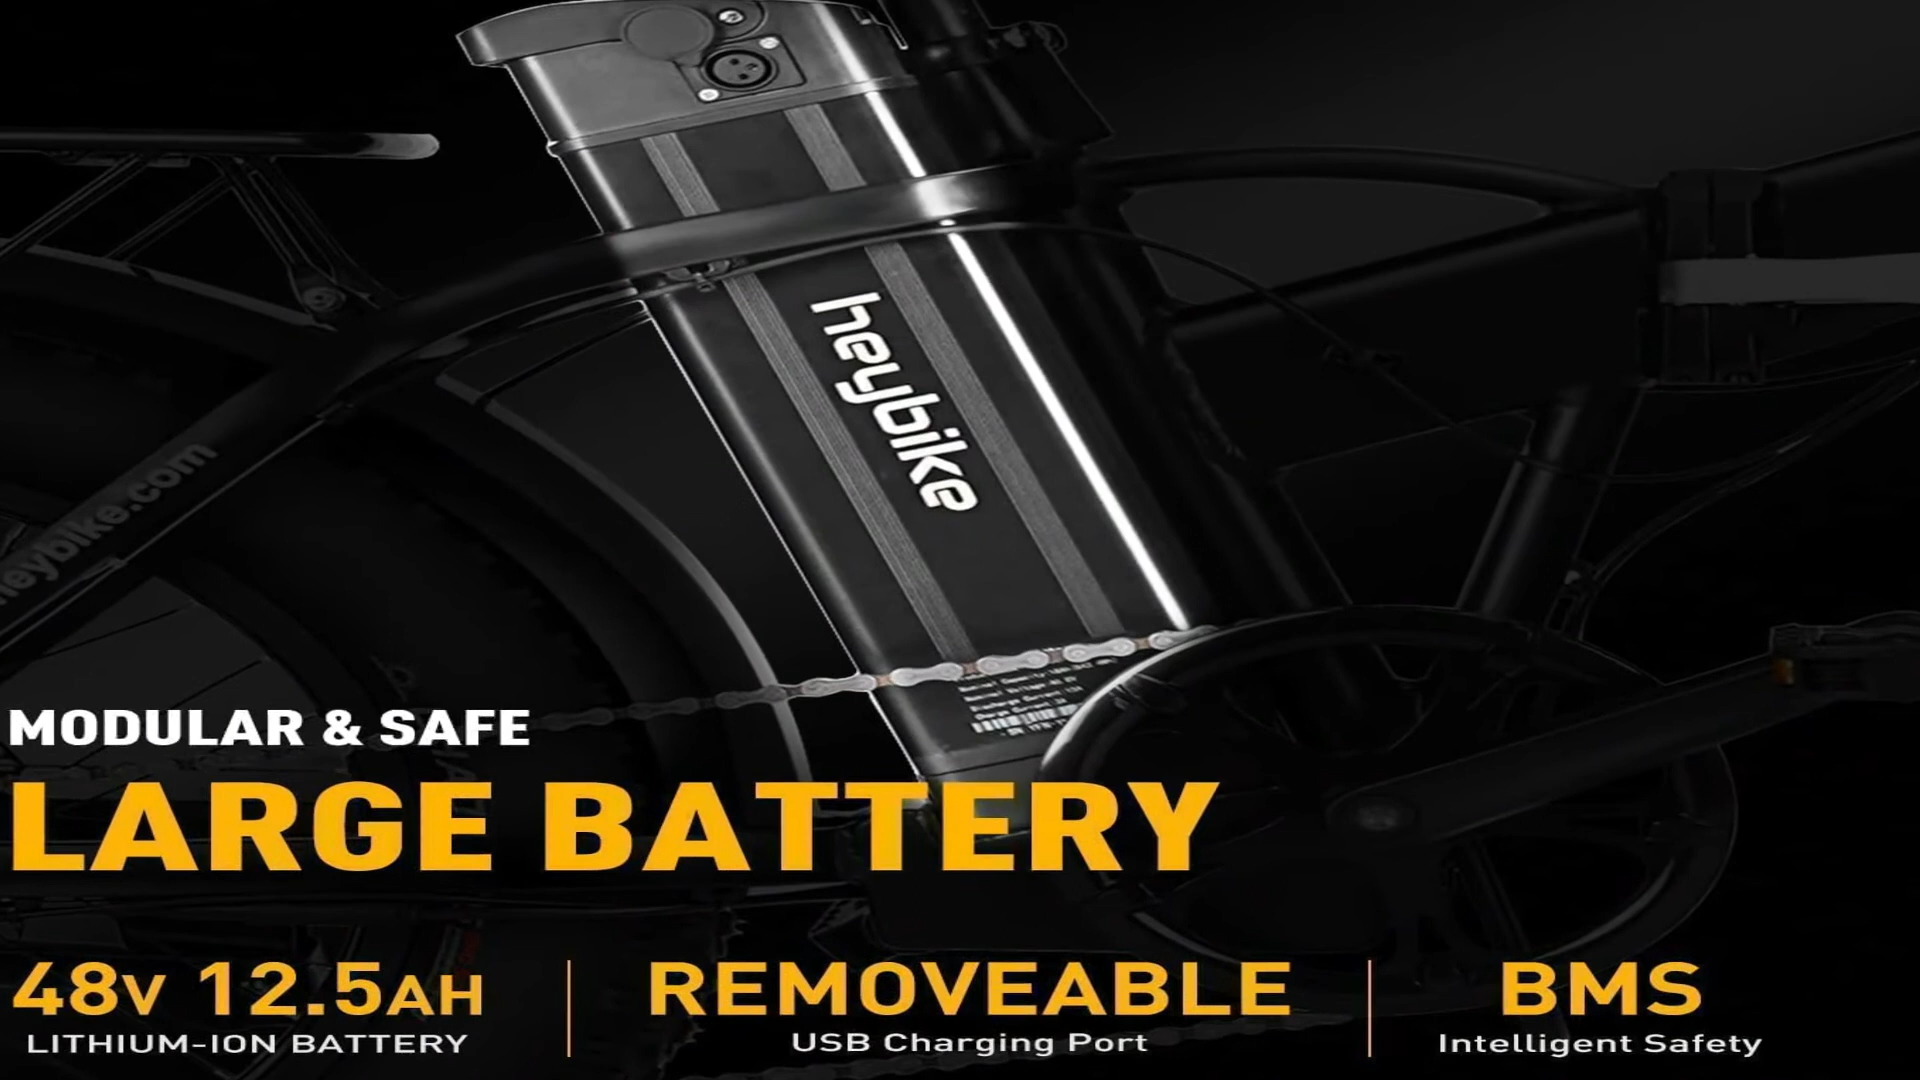 heybike
heybike.com
MODULAR & SAFE
LARGE BATTERY
48V 12.5AH
LITHIUM-ION BATTERY
REMOVEABLE
USB Charging Port
BMS
Intelligent Safety